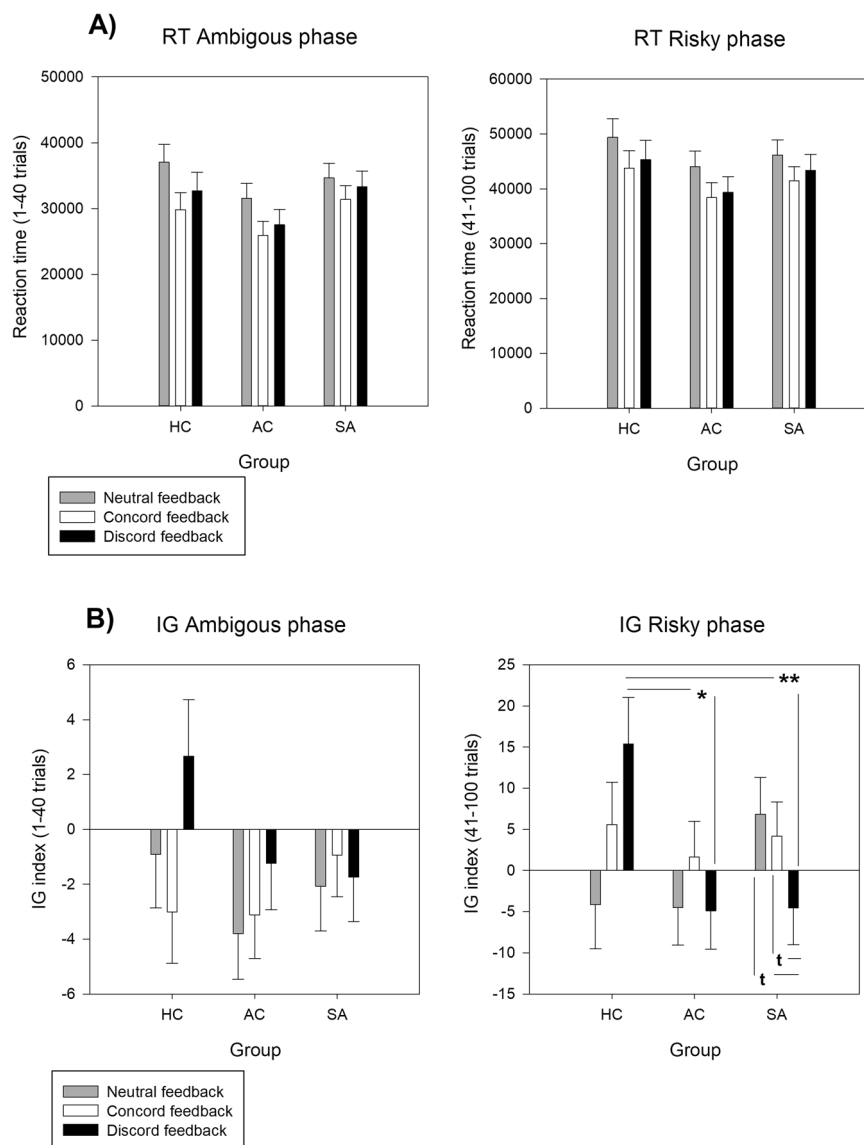 A)
RT Ambigous phase
Reaction time (1-40 trials)
50000
40000
30000
20000
10000
0
HC AC SA
Group
RT Risky phase
Reaction time (41-100 trials)
60000
50000
40000
30000
20000
10000
0
HC AC SA
Group
Neutral feedback
Concord feedback
Discord feedback
B)
IG Ambigous phase
IG index (1-40 trials)
6
4
2
0
-2
-4
-6
HC AC SA
Group
IG Risky phase
IG index (41-100 trials)
25
20
15
10
5
0
-5
-10
-15
**
*
t
t
HC AC SA
Group
Neutral feedback
Concord feedback
Discord feedback